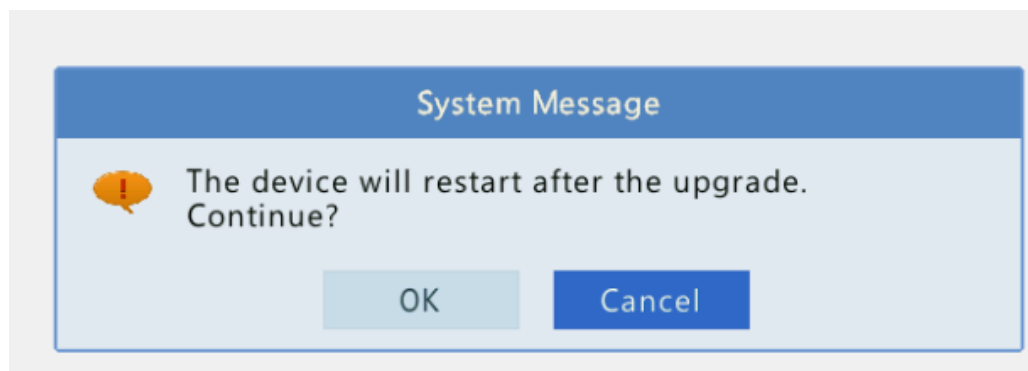 System Message
The device will restart after the upgrade.
Continue?
OK
Cancel